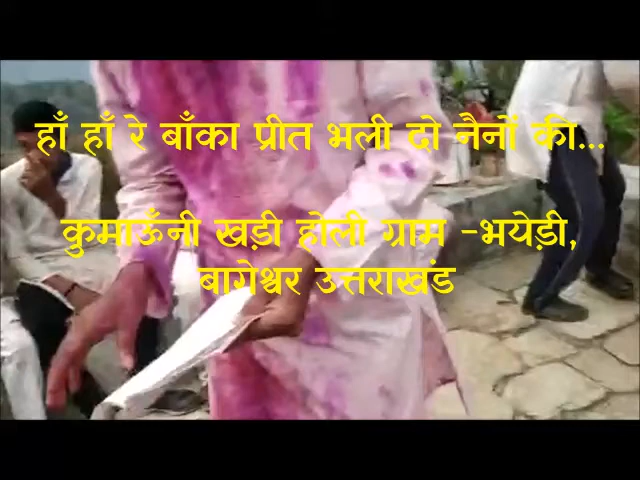 हाँ हाँ रे बाँका प्रीत भली दो नैनों की...
कुमाऊँनी खड़ी होली ग्राम -भयेड़ी,
बागेश्वर उत्तराखंड